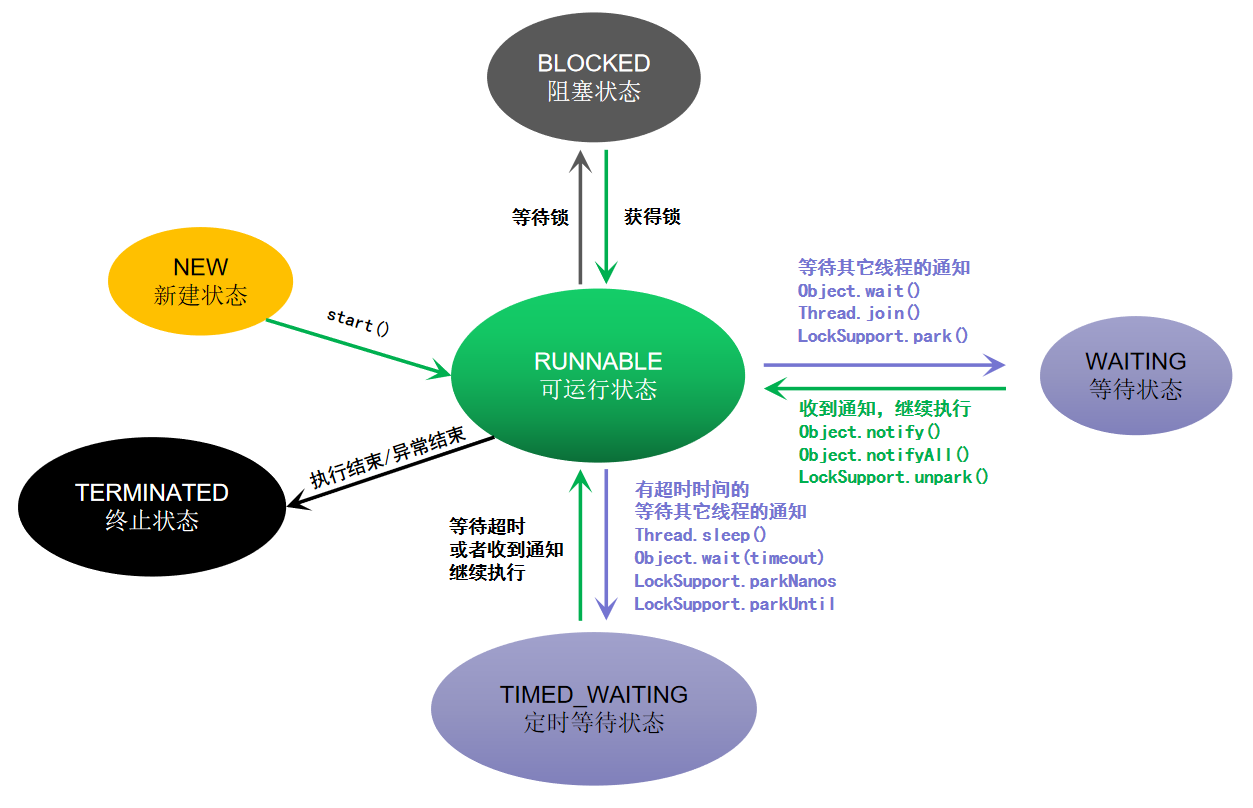 BLOCKED
阻塞状态
等待锁
获得锁
NEW
新建状态
start()
等待其它线程的通知
Object.wait()
Thread.join()
LockSupport.park()
RUNNABLE
可运行状态
WAITING
等待状态
收到通知，继续执行
Object.notify()
Object.notifyAll()
LockSupport.unpark()
执行结束/异常结束
TERMINATED
终止状态
等待超时
或者收到通知
继续执行
有超时时间的
等待其它线程的通知
Thread.sleep()
Object.wait(timeout)
LockSupport.parkNanos
LockSupport.parkUntil
TIMED_WAITING
定时等待状态